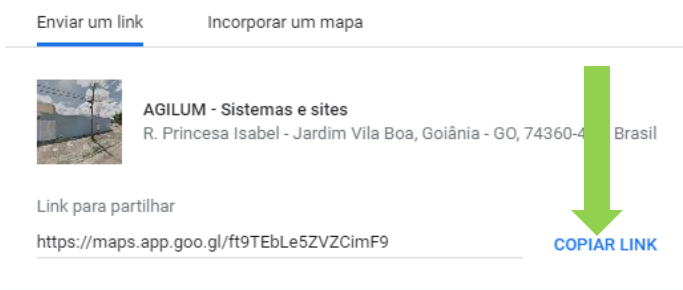 Enviar um link Incorporar um mapa
AGILUM - Sistemas e sites
R. Princesa Isabel - Jardim Vila Boa, Goiânia - GO, 74360-4 Brasil
Link para partilhar
https://maps.app.goo.gl/ft9TEbLe5ZVZCimF9 COPIAR LINK